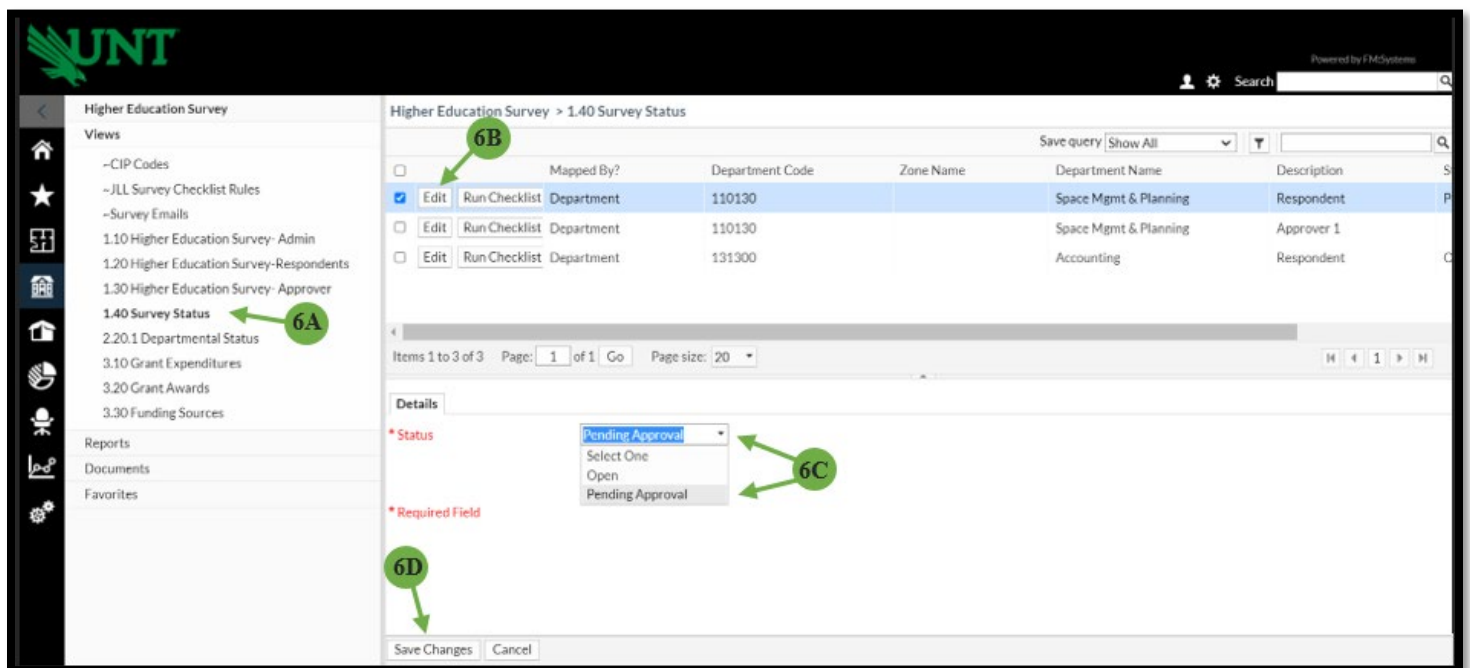 UNT
Powered by FM:Systems
Search
Higher Education Survey
Views
~CIP Codes
~JLL Survey Checklist Rules
~Survey Emails
1.10 Higher Education Survey- Admin
1.20 Higher Education Survey-Respondents
1.30 Higher Education Survey- Approver
1.40 Survey Status
2.20.1 Departmental Status
3.10 Grant Expenditures
3.20 Grant Awards
3.30 Funding Sources
Reports
Documents
Favorites
6A
Higher Education Survey > 1.40 Survey Status
6B
Save query Show All
Mapped By? Department Code Zone Name Department Name Description S
Edit Run Checklist Department 110130 Space Mgmt & Planning Respondent P
Edit Run Checklist Department 110130 Space Mgmt & Planning Approver 1
Edit Run Checklist Department 131300 Accounting Respondent
Items 1 to 3 of 3 Page: 1 of 1 Go Page size: 20 1
Details
* Status Pending Approval
Select One
Open
Pending Approval
6C
* Required Field
6D
Save Changes Cancel